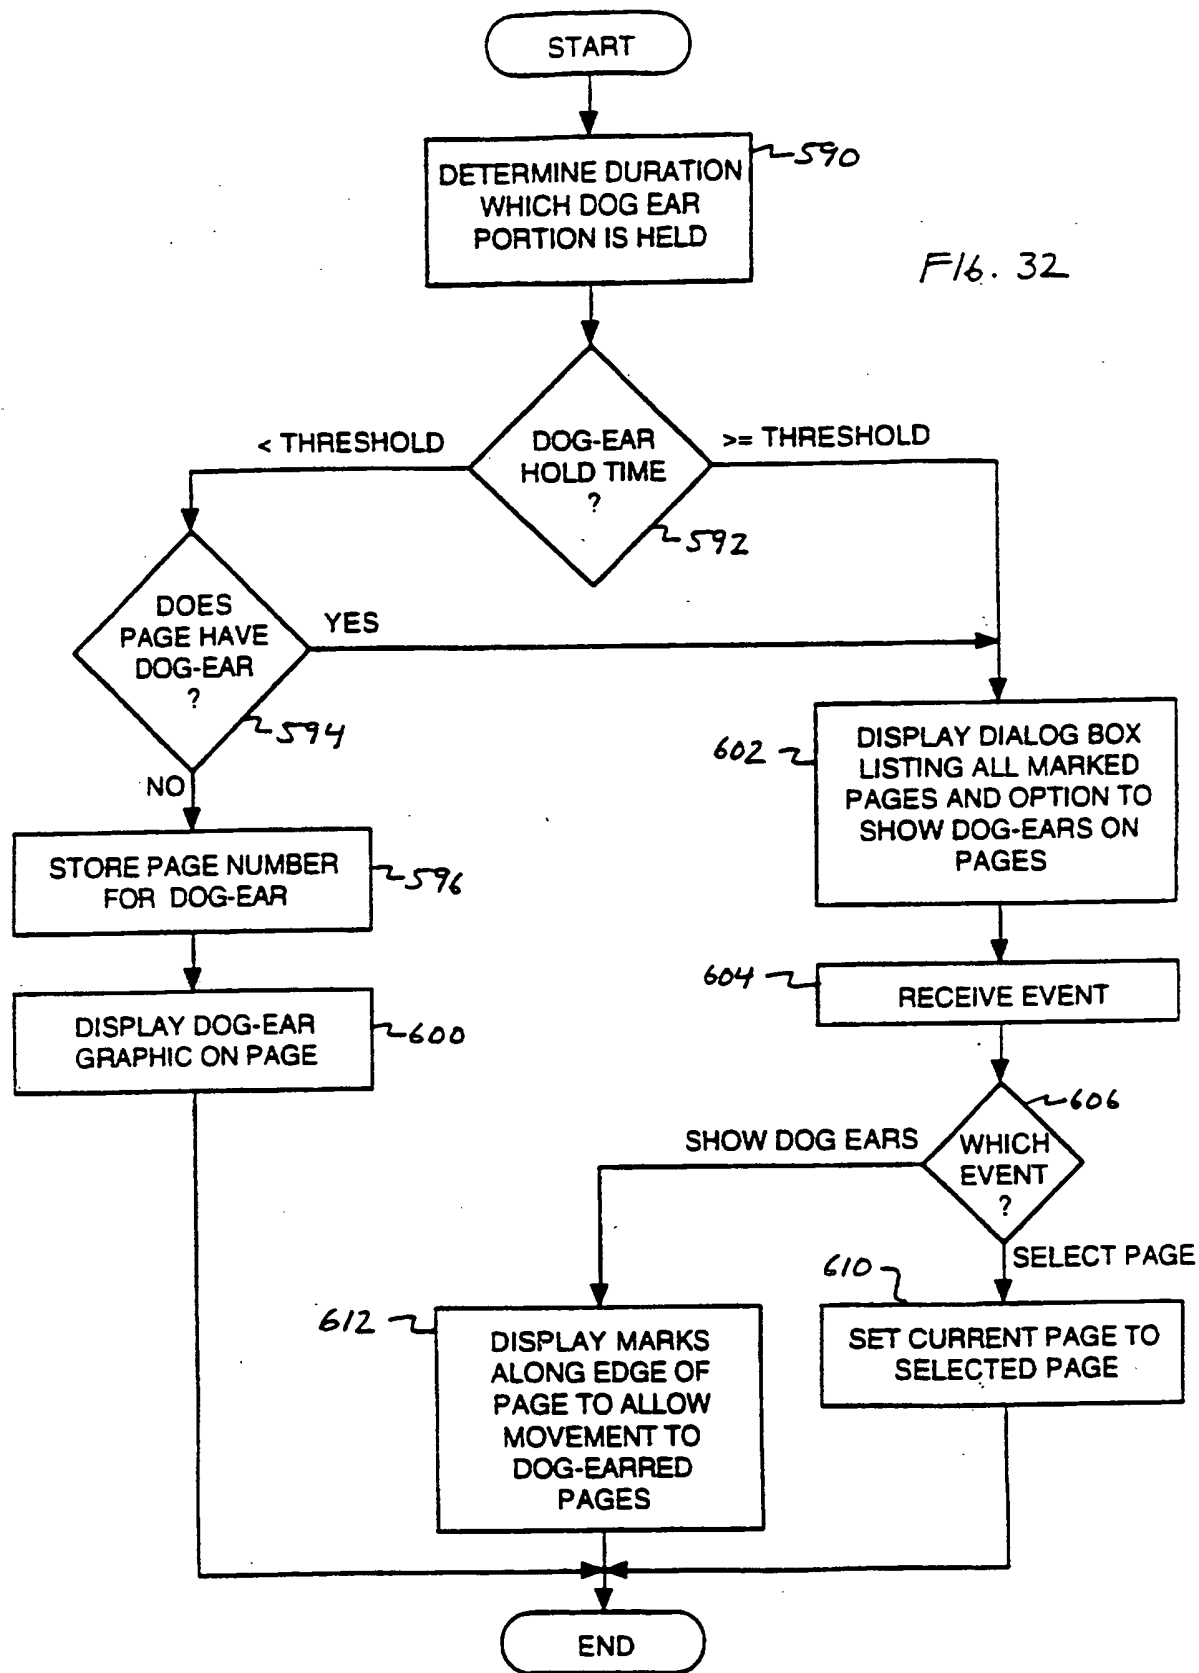 START
590
DETERMINE DURATION
WHICH DOG EAR
PORTION IS HELD
FIG. 32
< THRESHOLD
DOG-EAR
HOLD TIME
?
>= THRESHOLD
592
DOES
PAGE HAVE
DOG-EAR
?
YES
594
NO
602
DISPLAY DIALOG BOX
LISTING ALL MARKED
PAGES AND OPTION TO
SHOW DOG-EARS ON
PAGES
STORE PAGE NUMBER
FOR DOG-EAR
596
604
RECEIVE EVENT
DISPLAY DOG-EAR
GRAPHIC ON PAGE
600
606
SHOW DOG EARS
WHICH
EVENT
?
SELECT PAGE
610
SET CURRENT PAGE TO
SELECTED PAGE
612
DISPLAY MARKS
ALONG EDGE OF
PAGE TO ALLOW
MOVEMENT TO
DOG-EARRED
PAGES
END